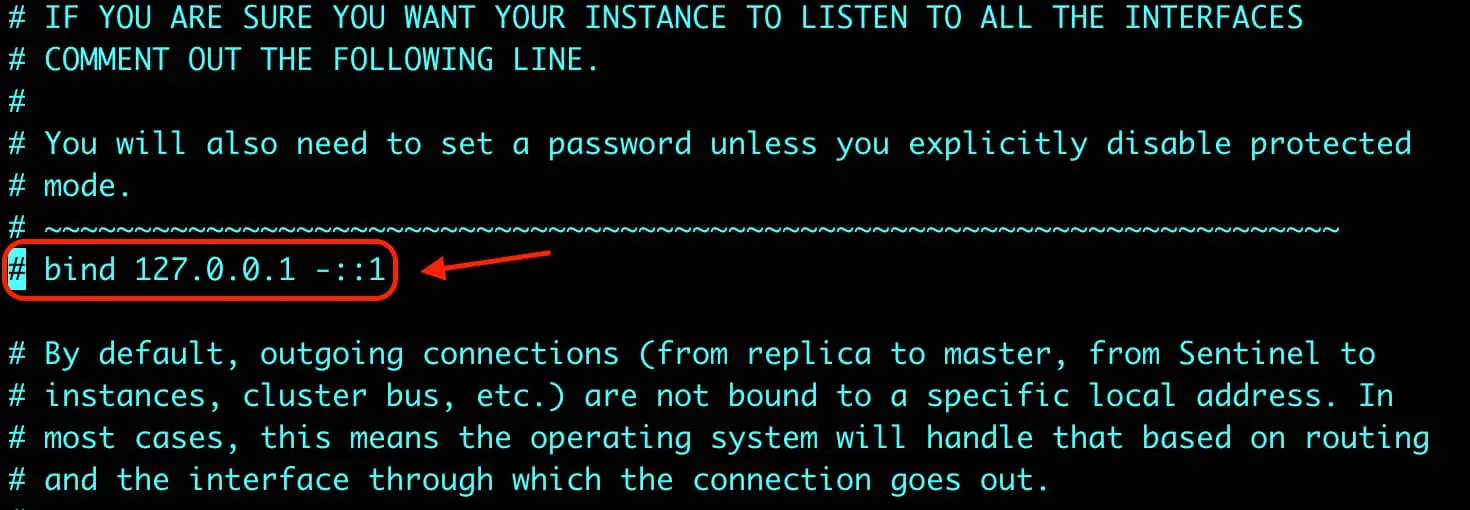 # IF YOU ARE SURE YOU WANT YOUR INSTANCE TO LISTEN TO ALL THE INTERFACES
# COMMENT OUT THE FOLLOWING LINE.
#
# You will also need to set a password unless you explicitly disable protected
# mode.
# ~~~~~~~~~~~~~~~~~~~~~~~~~~~~~~~~~~~~~~~~~~~~~~~~~~~~~~~~~~~~~~~~~~~~~~~~
# bind 127.0.0.1 -::1
# By default, outgoing connections (from replica to master, from Sentinel to
# instances, cluster bus, etc.) are not bound to a specific local address. In
# most cases, this means the operating system will handle that based on routing
# and the interface through which the connection goes out.
#